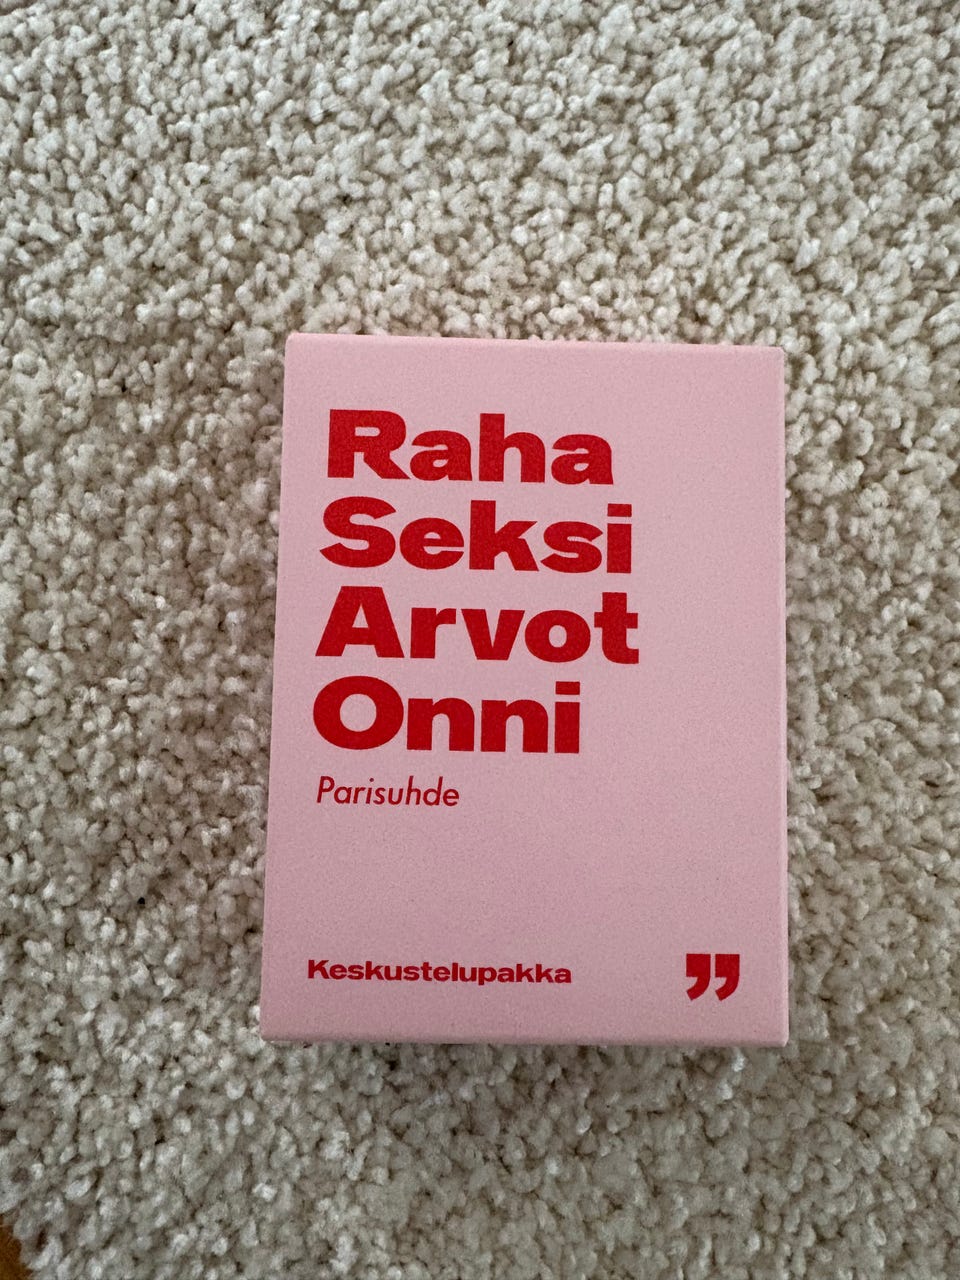 Raha
Seksi
Arvot
Onni
Parisuhde
Keskustelupakka
”